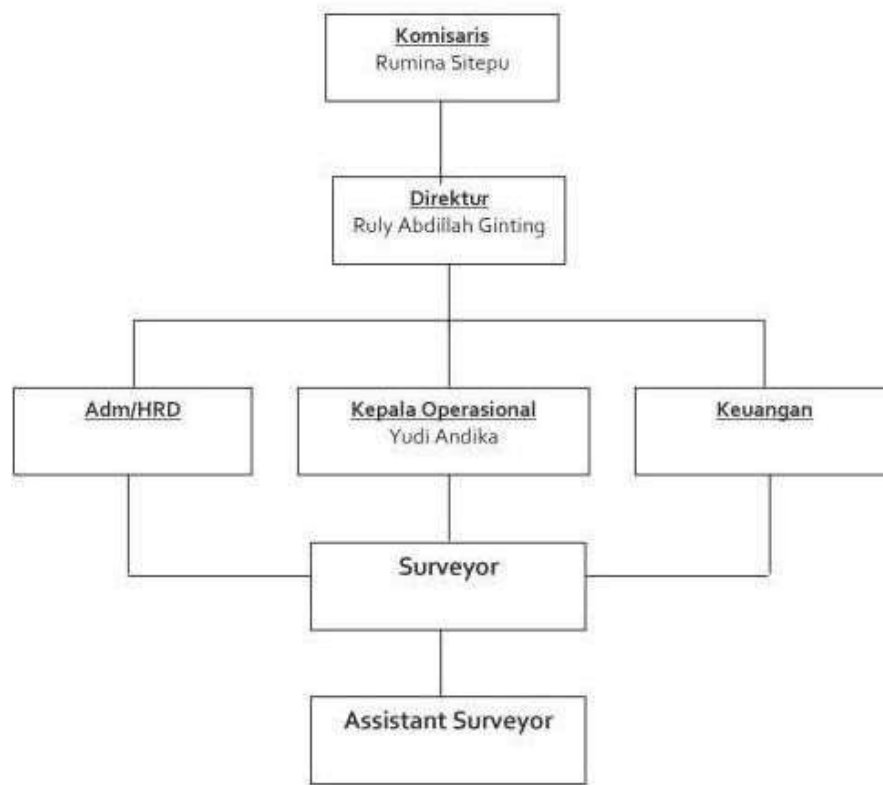 Komisaris
Rumina Sitepu
Direktur
Ruly Abdillah Ginting
Adm/HRD
Kepala Operasional
Yudi Andika
Keuangan
Surveyor
Assistant Surveyor